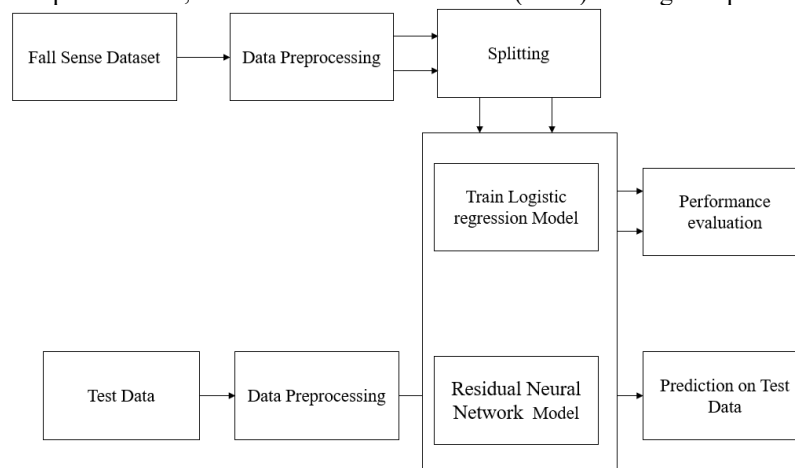 Fall Sense Dataset
Data Preprocessing
Splitting
Train Logistic
regression Model
Performance
evaluation
Test Data
Data Preprocessing
Residual Neural
Network Model
Prediction on Test
Data